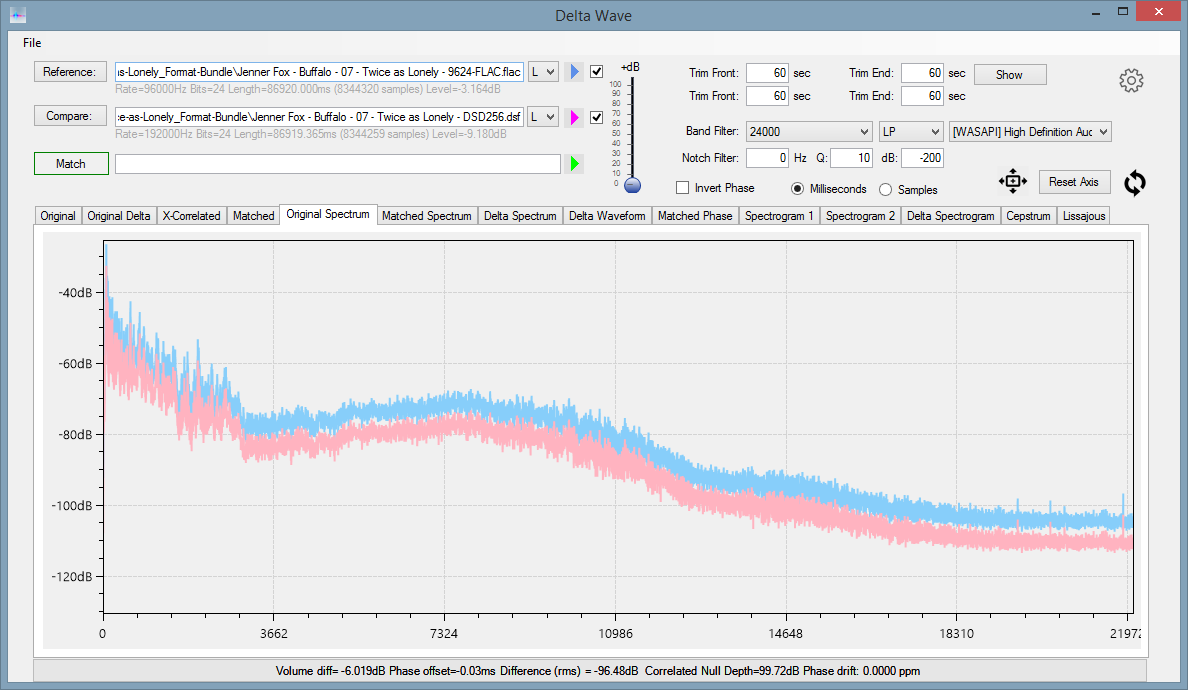 Delta Wave
File
Reference: as-Lonely_Format-Bundle\Jenner Fox - Buffalo - 07 - Twice as Lonely - 9624-FLAC.flac L
Rate=96000Hz Bits=24 Length=86920.000ms (8344320 samples) Level=-3.164dB
Compare: ce-as-Lonely_Format-Bundle\Jenner Fox - Buffalo - 07 - Twice as Lonely - DSD256.dsf L
Rate=192000Hz Bits=24 Length=86919.365ms (8344259 samples) Level=-9.180dB
Match
+dB
100
90
80
70
60
50
40
30
20
10
0
Trim Front: 60 sec Trim End: 60 sec Show
Trim Front: 60 sec Trim End: 60 sec
Band Filter: 24000 LP [WASAPI] High Definition Auc
Notch Filter: 0 Hz Q: 10 dB: -200
Invert Phase Milliseconds Samples Reset Axis
Original Original Delta X-Correlated Matched Original Spectrum Matched Spectrum Delta Spectrum Delta Waveform Matched Phase Spectrogram 1 Spectrogram 2 Delta Spectrogram Cepstrum Lissajous
-40dB
-60dB
-80dB
-100dB
-120dB
0 3662 7324 10986 14648 18310 21972
Volume diff= -6.019dB Phase offset=-0.03ms Difference (rms) = -96.48dB Correlated Null Depth=99.72dB Phase drift: 0.0000 ppm